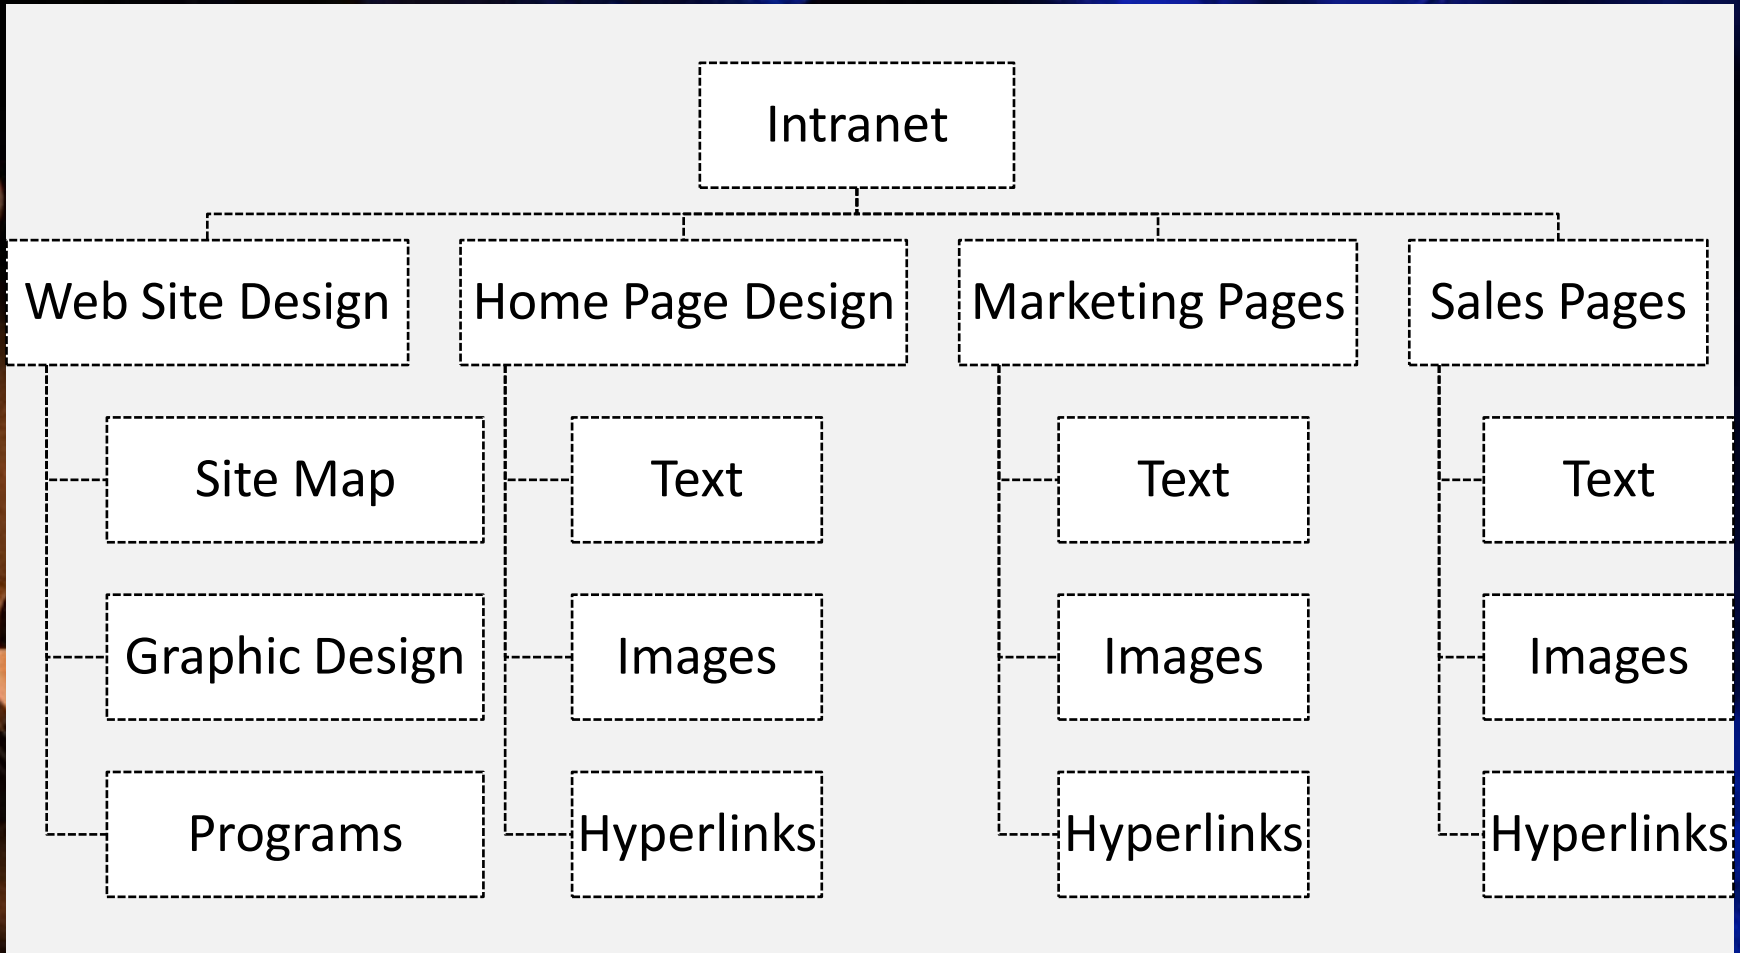 Intranet
Web Site Design
Home Page Design
Marketing Pages
Sales Pages
Site Map
Text
Text
Text
Graphic Design
Images
Images
Images
Programs
Hyperlinks
Hyperlinks
Hyperlinks